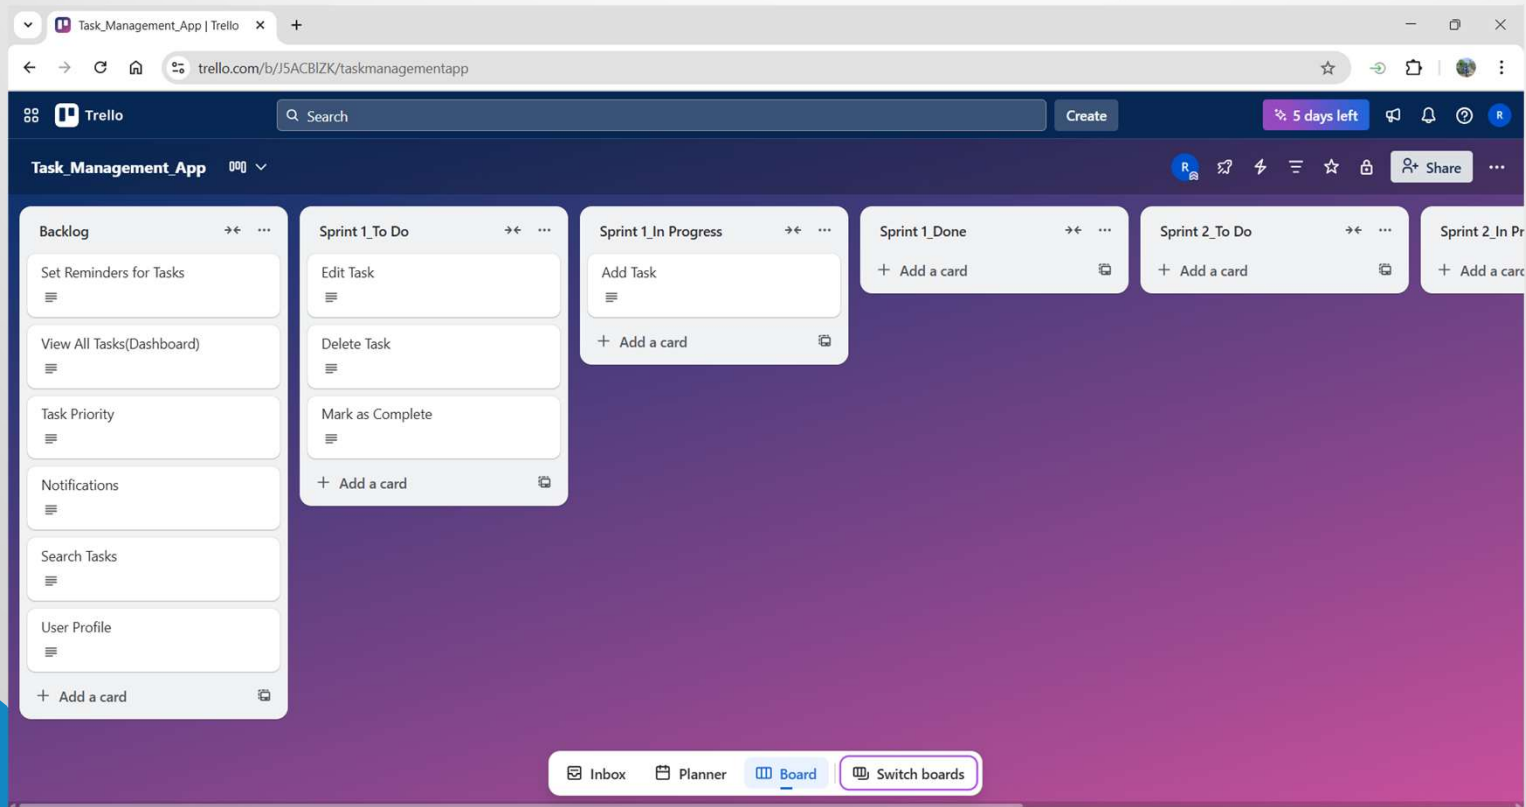 Task_Management_App | Trello
trello.com/b/J5ACBlZK/taskmanagementapp
Trello
Search
Create
5 days left
R
Task_Management_App
R
Share
Backlog
Set Reminders for Tasks
View All Tasks(Dashboard)
Task Priority
Notifications
Search Tasks
User Profile
+ Add a card
Sprint 1_To Do
Edit Task
Delete Task
Mark as Complete
+ Add a card
Sprint 1_In Progress
Add Task
+ Add a card
Sprint 1_Done
+ Add a card
Sprint 2_To Do
+ Add a card
Sprint 2_In Pr
+ Add a card
Inbox
Planner
Board
Switch boards